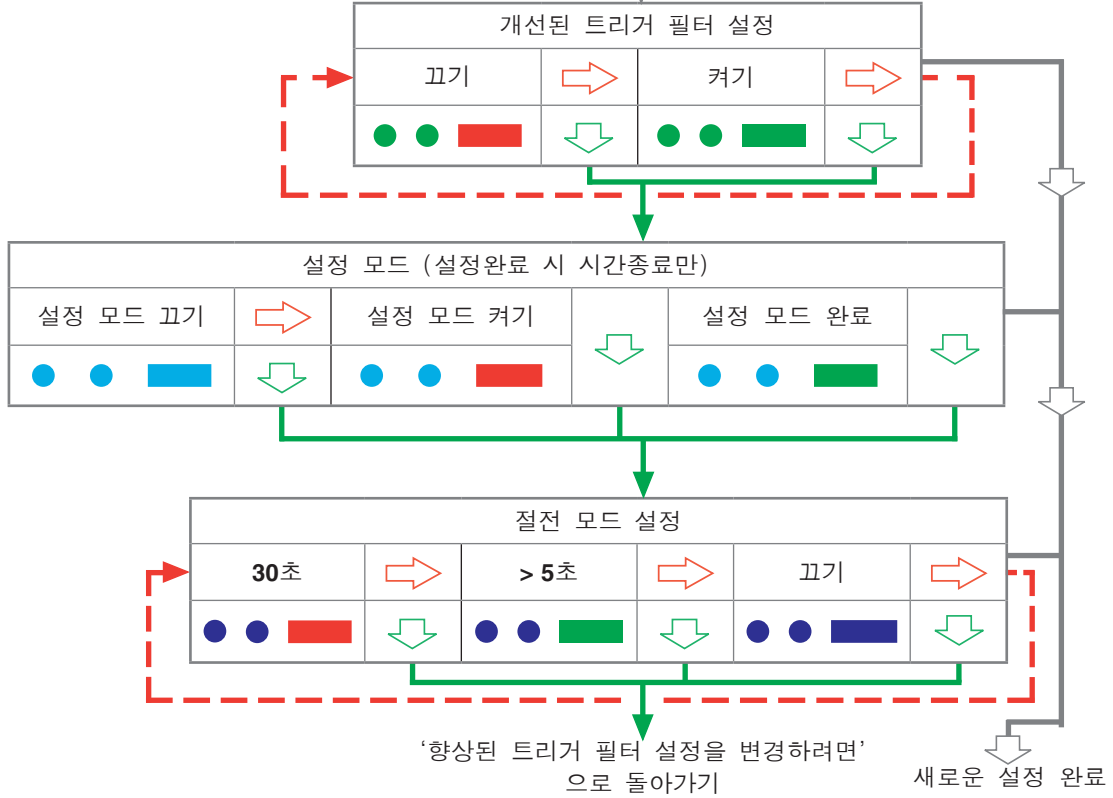 개선된 트리거 필터 설정
끄기
켜기
설정 모드 (설정완료 시 시간종료만)
설정 모드 끄기
설정 모드 켜기
설정 모드 완료
절전 모드 설정
30초
> 5초
끄기
‘향상된 트리거 필터 설정을 변경하려면’
으로 돌아가기
새로운 설정 완료